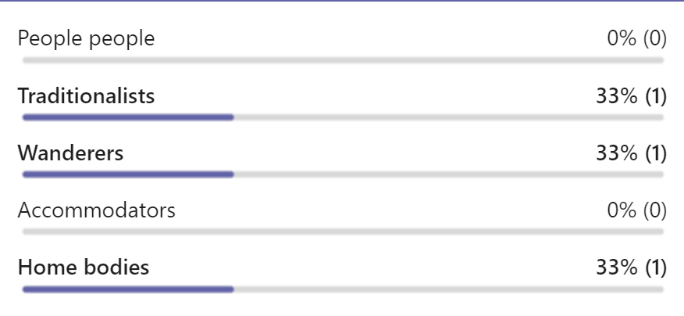 People people 0% (0)
Traditionalists 33% (1)
Wanderers 33% (1)
Accommodators 0% (0)
Home bodies 33% (1)